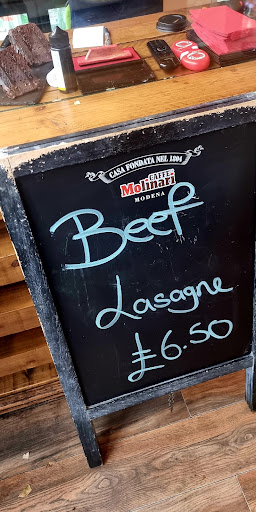 CASA FONDATA NEL 1804
CAFFÈ
Molinari
MODENA
Beef
Lasagne
£6.50